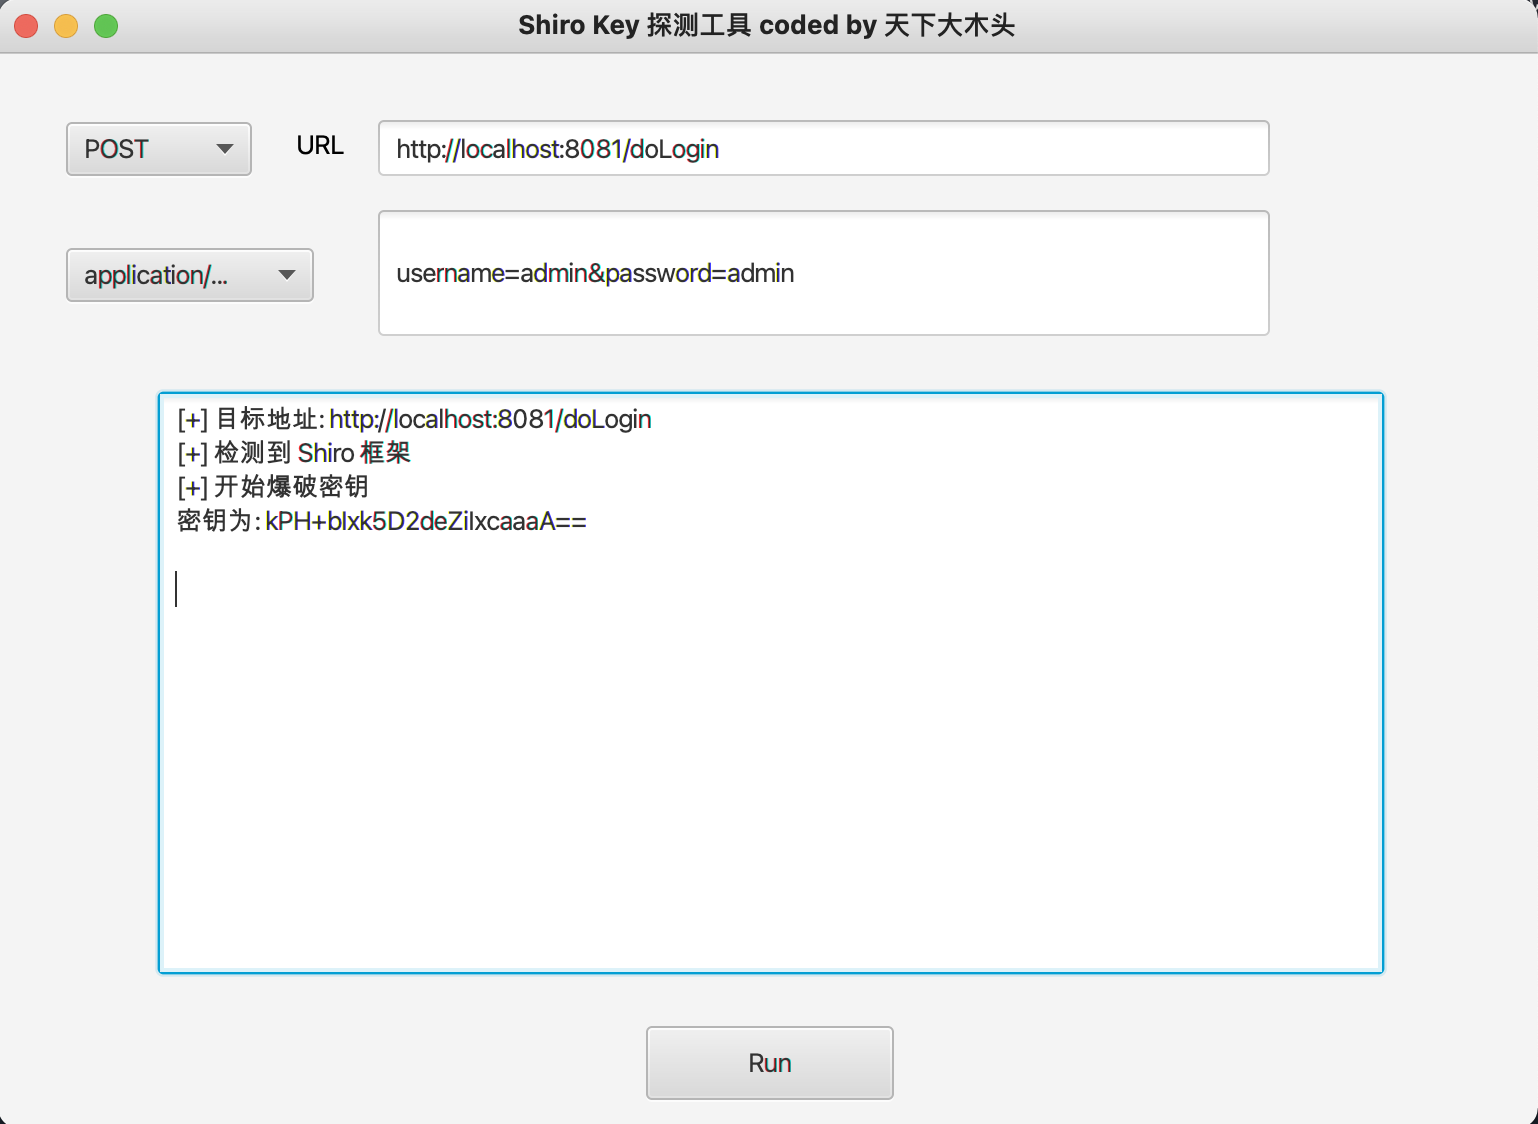 Shiro Key 探测工具 coded by 天下大木头
POST
URL
http://localhost:8081/doLogin
application/...
username=admin&password=admin
[+] 目标地址: http://localhost:8081/doLogin
[+] 检测到 Shiro 框架
[+] 开始爆破密钥
密钥为: kPH+bIxk5D2deZiIxcaaaA==
Run